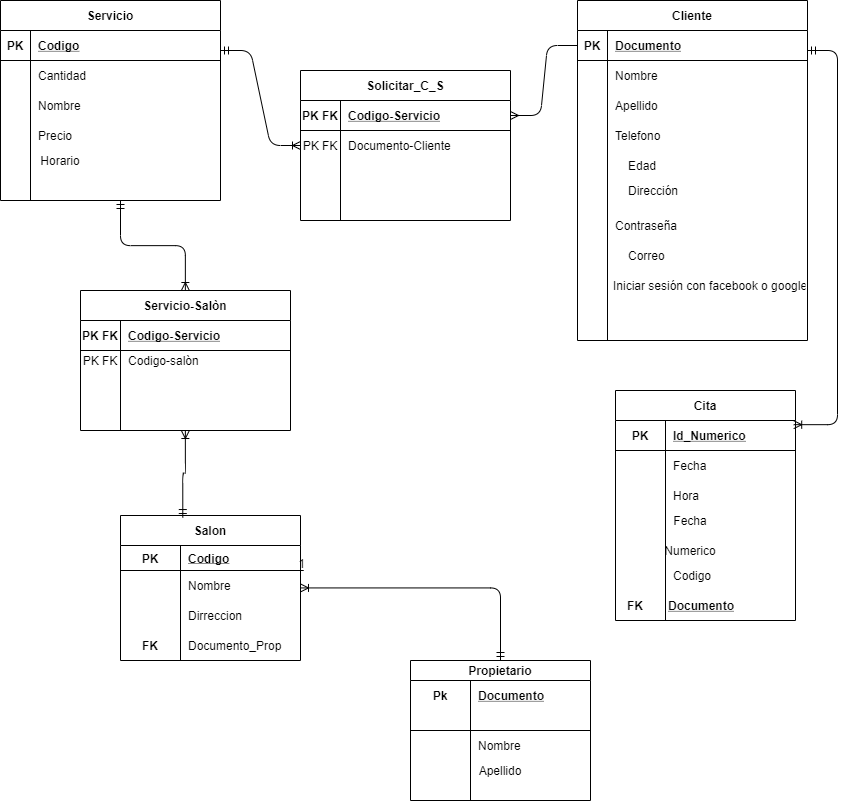 Servicio
PK Codigo
Cantidad
Nombre
Precio
Horario
Solicitar_C_S
PK FK Codigo-Servicio
PK FK Documento-Cliente
Cliente
PK Documento
Nombre
Apellido
Telefono
Edad
Dirección
Contraseña
Correo
Iniciar sesión con facebook o google
Servicio-Salòn
PK FK Codigo-Servicio
PK FK Codigo-salòn
Cita
PK Id_Numerico
Fecha
Hora
Fecha
Numerico
Codigo
FK Documento
Salon
PK Codigo
1
Nombre
Dirreccion
FK Documento_Prop
Propietario
Pk Documento
Nombre
Apellido